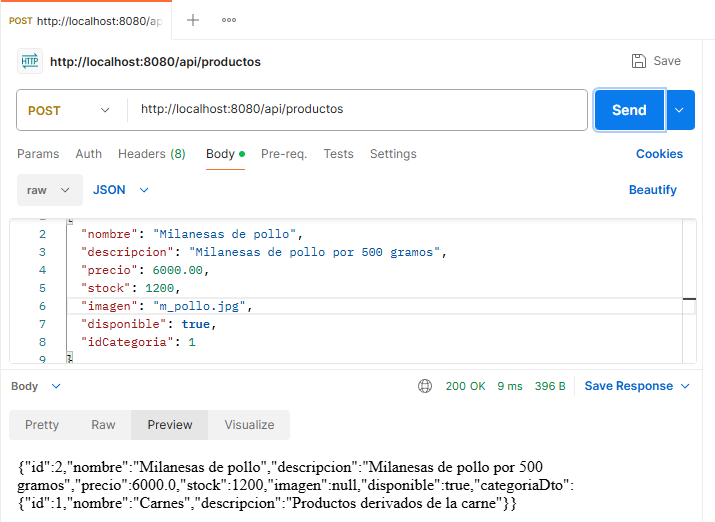 POST http://localhost:8080/ap
HTTP http://localhost:8080/api/productos
Save
POST http://localhost:8080/api/productos
Send
Params Auth Headers (8) Body Pre-req. Tests Settings Cookies
raw JSON Beautify
{
2 "nombre": "Milanesas de pollo",
3 "descripcion": "Milanesas de pollo por 500 gramos",
4 "precio": 6000.00,
5 "stock": 1200,
6 "imagen": "m_pollo.jpg",
7 "disponible": true,
8 "idCategoria": 1
9 }
Body 200 OK 9 ms 396 B Save Response
Pretty Raw Preview Visualize
{"id":2,"nombre":"Milanesas de pollo","descripcion":"Milanesas de pollo por 500
gramos","precio":6000.0,"stock":1200,"imagen":null,"disponible":true,"categoriaDto":
{"id":1,"nombre":"Carnes","descripcion":"Productos derivados de la carne"}}